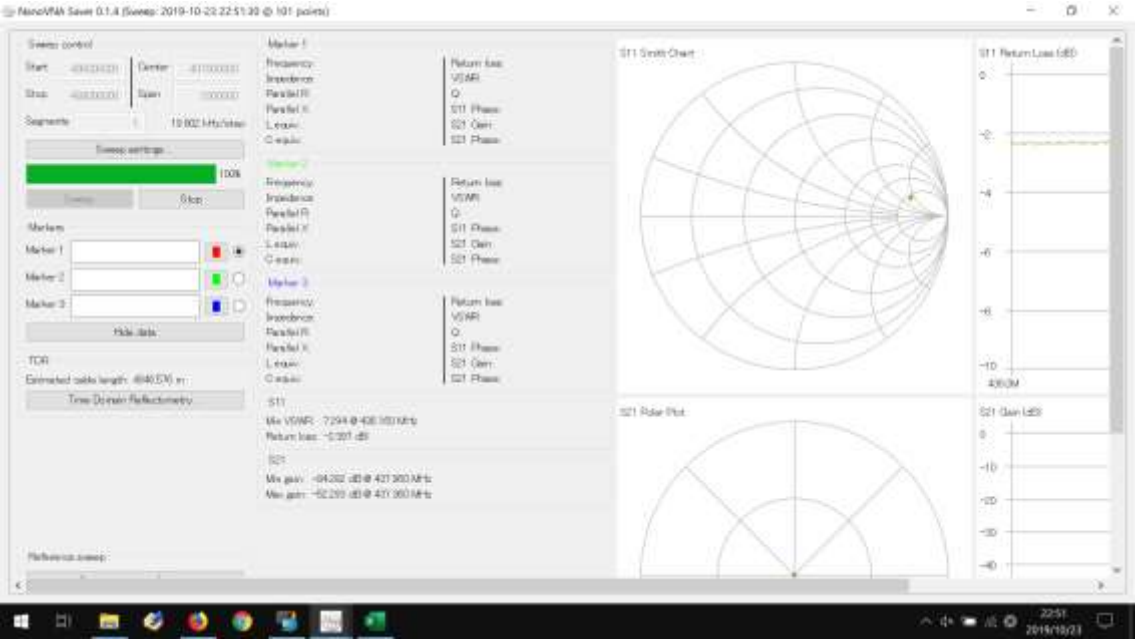 NanoVNA Saver 0.1.4 (Sweep: 2019-10-23 22:51:30 @ 101 points)
Sweep control
Start
Center
Stop
Span
Segments 1
Sweep settings...
100%
Sweep
Stop
Markers
Marker 1
Marker 2
Marker 3
Hide data
TDR
Estimated cable length:
Time Domain Reflectometry
Reference sweep
Marker 1
Frequency:
Impedance:
Parallel R:
Parallel X:
L equiv.:
C equiv.:
Return loss:
VSWR:
Q:
S11 Phase:
S21 Gain:
S21 Phase:
Marker 2
Frequency:
Impedance:
Parallel R:
Parallel X:
L equiv.:
C equiv.:
Return loss:
VSWR:
Q:
S11 Phase:
S21 Gain:
S21 Phase:
Marker 3
Frequency:
Impedance:
Parallel R:
Parallel X:
L equiv.:
C equiv.:
Return loss:
VSWR:
Q:
S11 Phase:
S21 Gain:
S21 Phase:
S11
Min VSWR:
Return loss:
S21
Min gain:
Max gain:
S11 Smith Chart
S11 Return Loss (dB)
0
-2
-4
-6
-8
-10
S21 Polar Plot
S21 Gain (dB)
0
-10
-20
-30
-40
22:51
2019/10/23